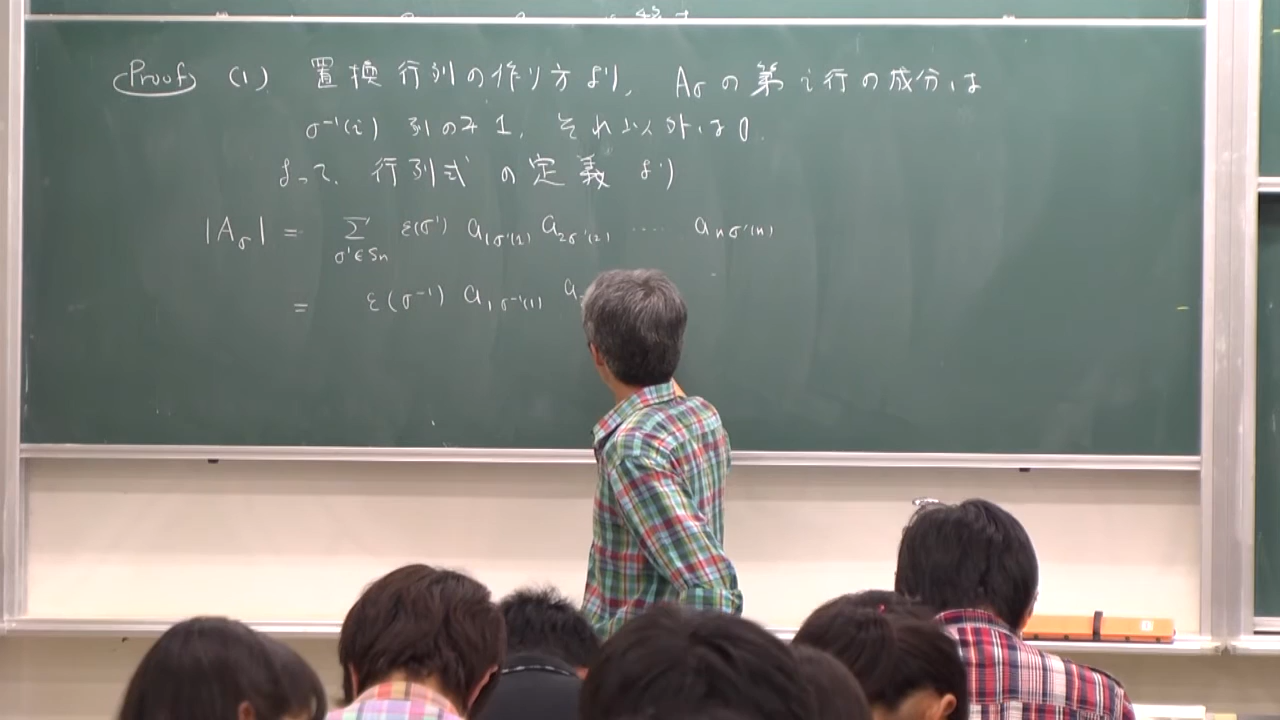 Proof (1) 置換行列の作り方より, Aσ の第 i 行の成分は
σ⁻¹(i) 列のみ 1, それ以外は 0.
よって, 行列式の定義より
|Aσ| = Σ_{σ'∈Sn} ε(σ') a_{1σ'(1)} a_{2σ'(2)} ····· a_{nσ'(n)}
= ε(σ⁻¹) a_{1σ⁻¹(1)} a